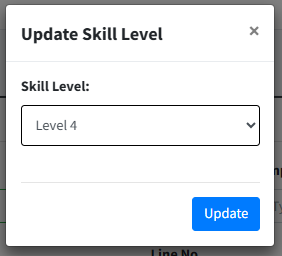 Update Skill Level
×
Skill Level:
Level 4
Update
Line No